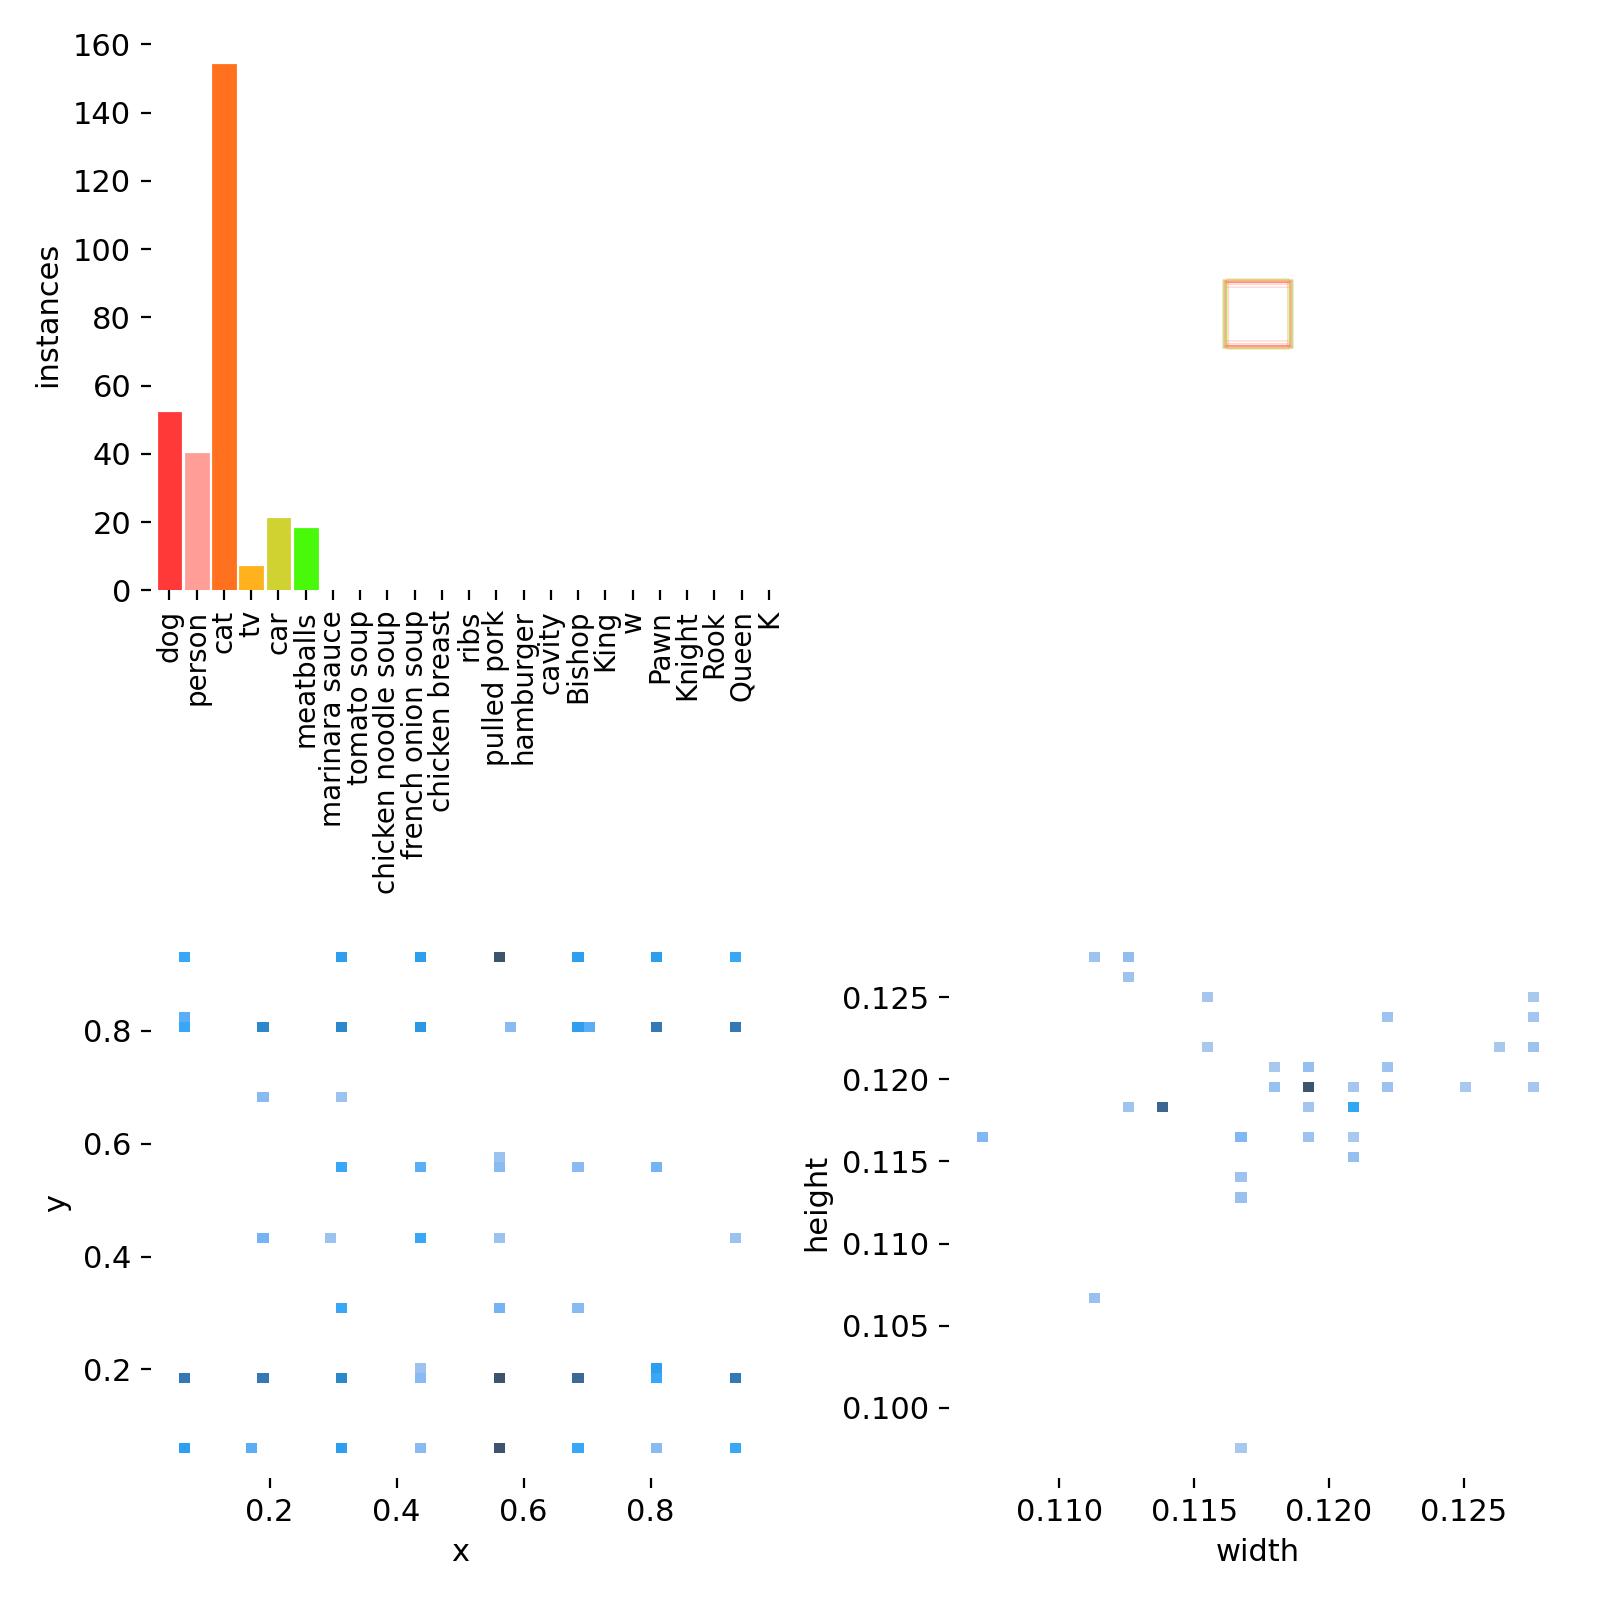 160
140
120
100
80
60
40
20
0
instances
dog
person
cat
tv
car
meatballs
marinara sauce
tomato soup
chicken noodle soup
french onion soup
chicken breast
ribs
pulled pork
hamburger
cavity
Bishop
King
w
Pawn
Knight
Rook
Queen
K
0.8
0.6
0.4
0.2
y
0.2 0.4 0.6 0.8
x
0.125
0.120
0.115
0.110
0.105
0.100
height
0.110 0.115 0.120 0.125
width